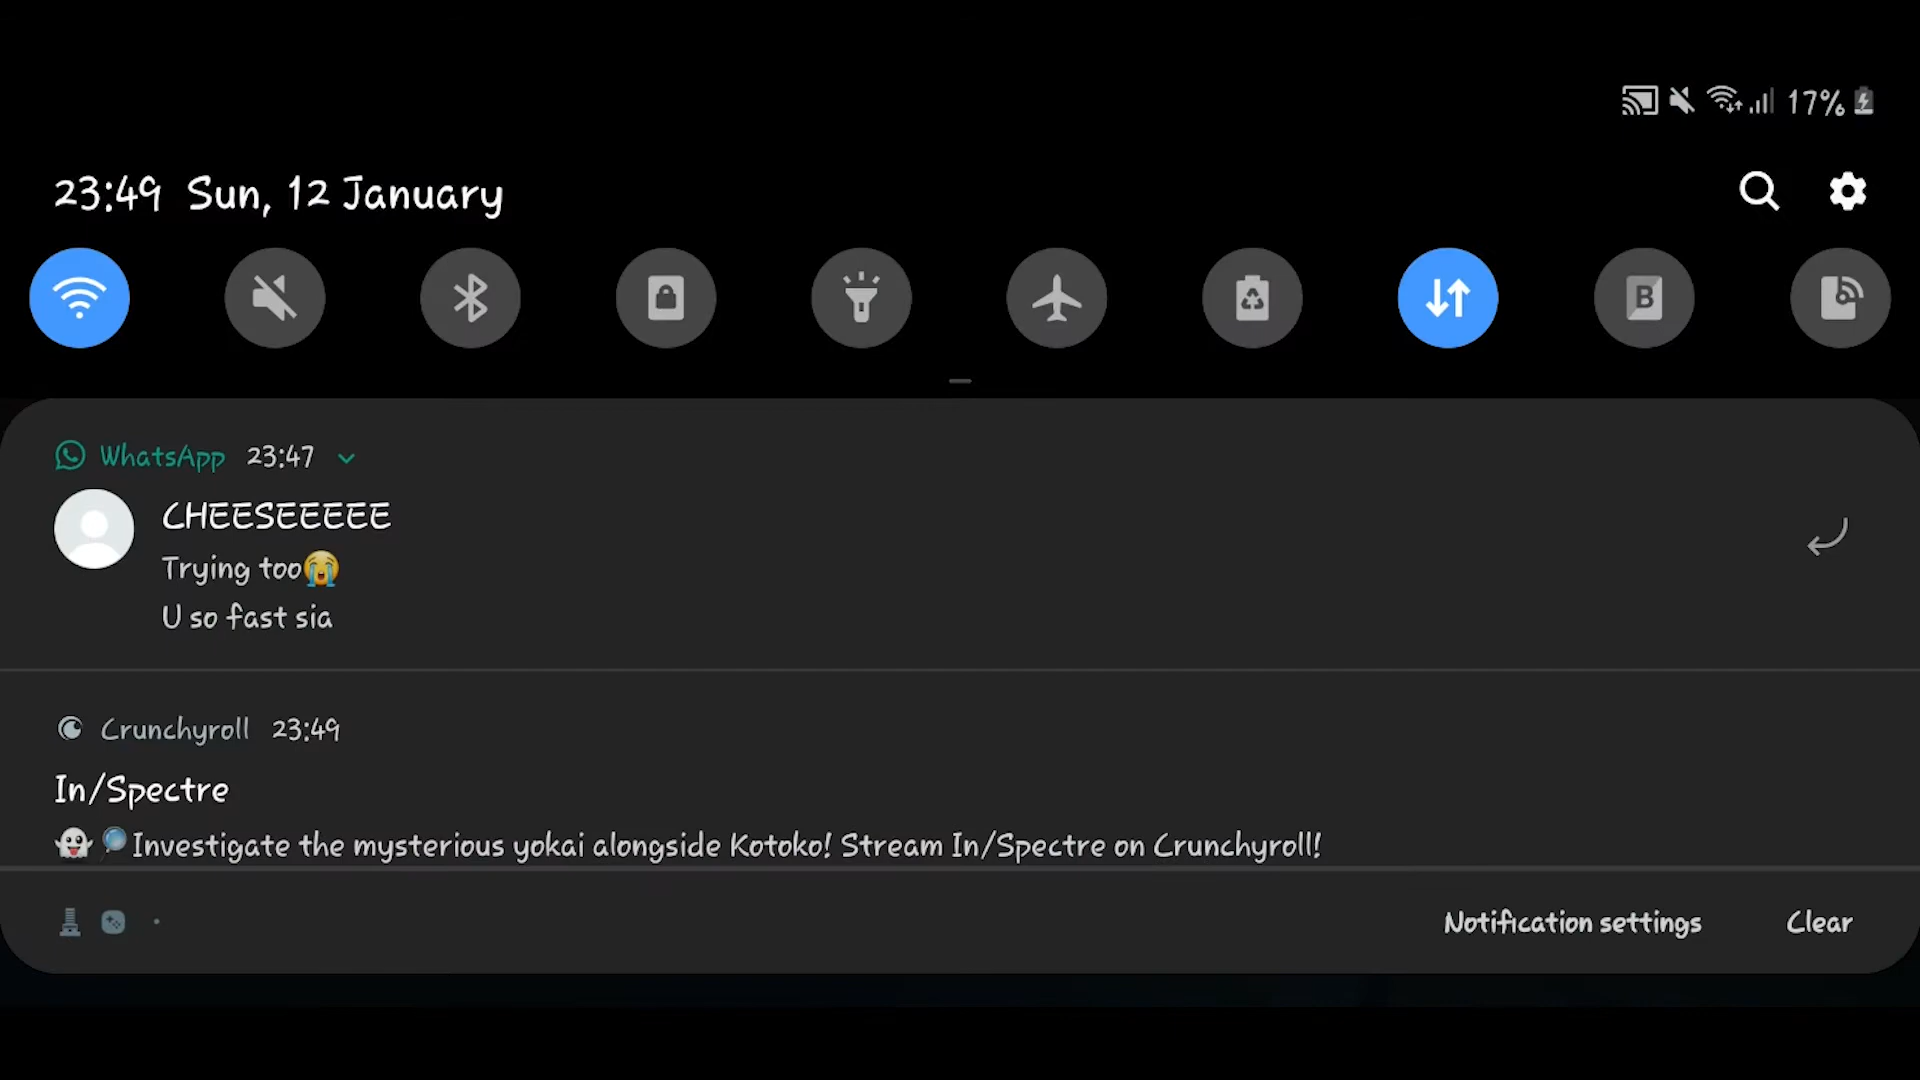 17%
23:49 Sun, 12 January
B
WhatsApp 23:47
CHEESEEEEE
Trying too😭
U so fast sia
Crunchyroll 23:49
In/Spectre
👻🔎Investigate the mysterious yokai alongside Kotoko! Stream In/Spectre on Crunchyroll!
Notification settings Clear